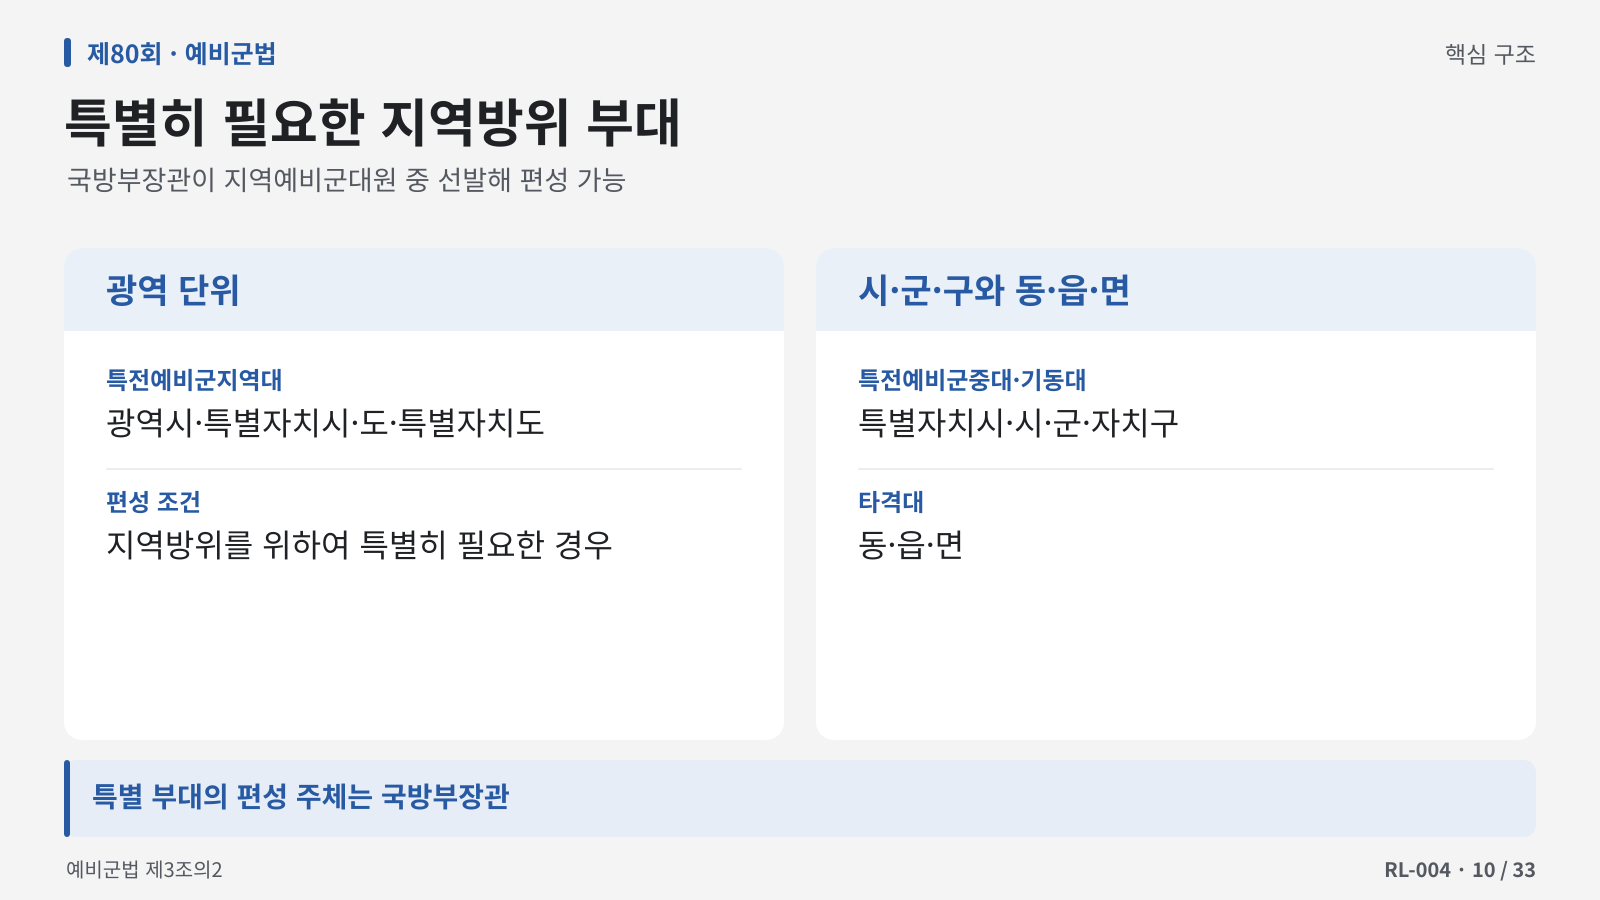 제80회 · 예비군법
핵심 구조
특별히 필요한 지역방위 부대
국방부장관이 지역예비군대원 중 선발해 편성 가능
광역 단위
특전예비군지역대
광역시·특별자치시·도·특별자치도
편성 조건
지역방위를 위하여 특별히 필요한 경우
시·군·구와 동·읍·면
특전예비군중대·기동대
특별자치시·시·군·자치구
타격대
동·읍·면
특별 부대의 편성 주체는 국방부장관
예비군법 제3조의2
RL-004 · 10 / 33